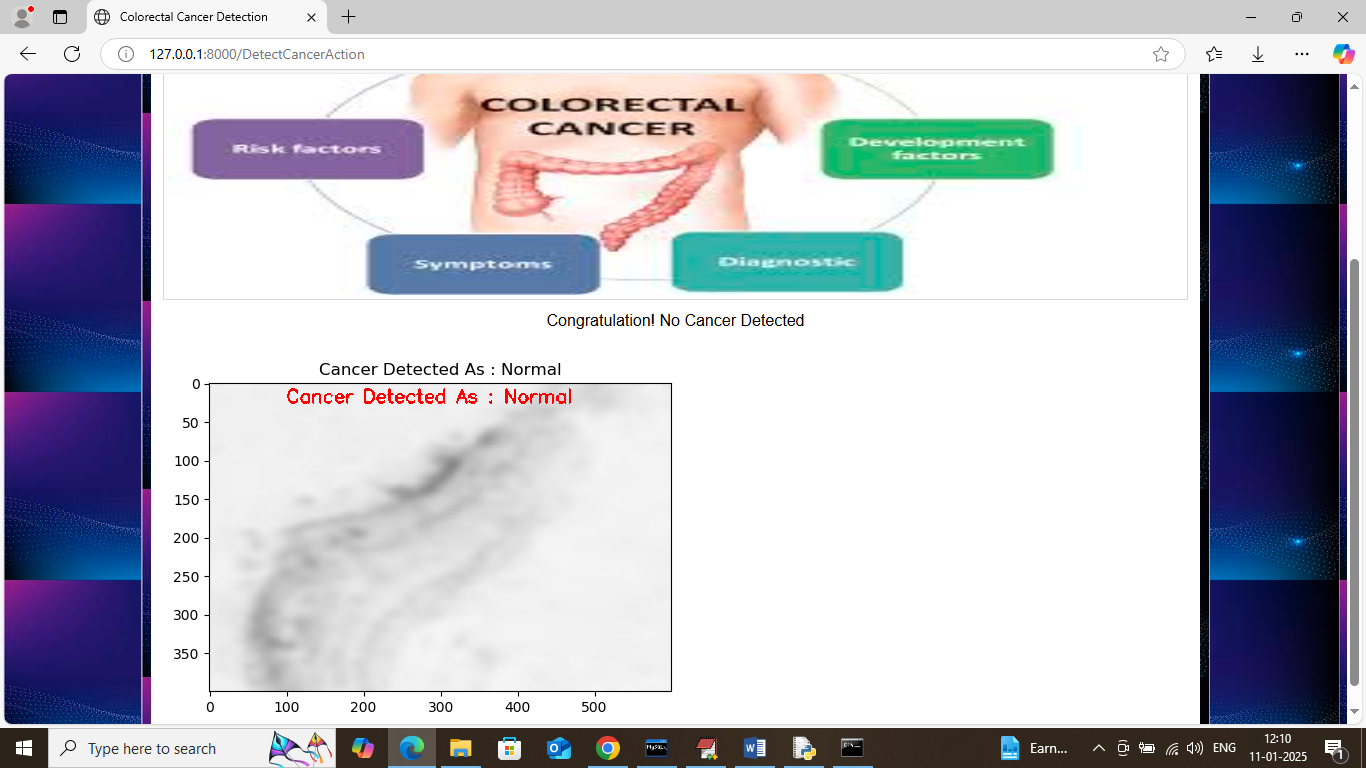 Colorectal Cancer Detection
127.0.0.1:8000/DetectCancerAction
COLORECTAL
CANCER
Risk factors
Development
factors
Symptoms
Diagnostic
Congratulation! No Cancer Detected
Cancer Detected As : Normal
Cancer Detected As : Normal
0
50
100
150
200
250
300
350
0 100 200 300 400 500
Type here to search
MySQL
Earn...
ENG
12:10
11-01-2025
1